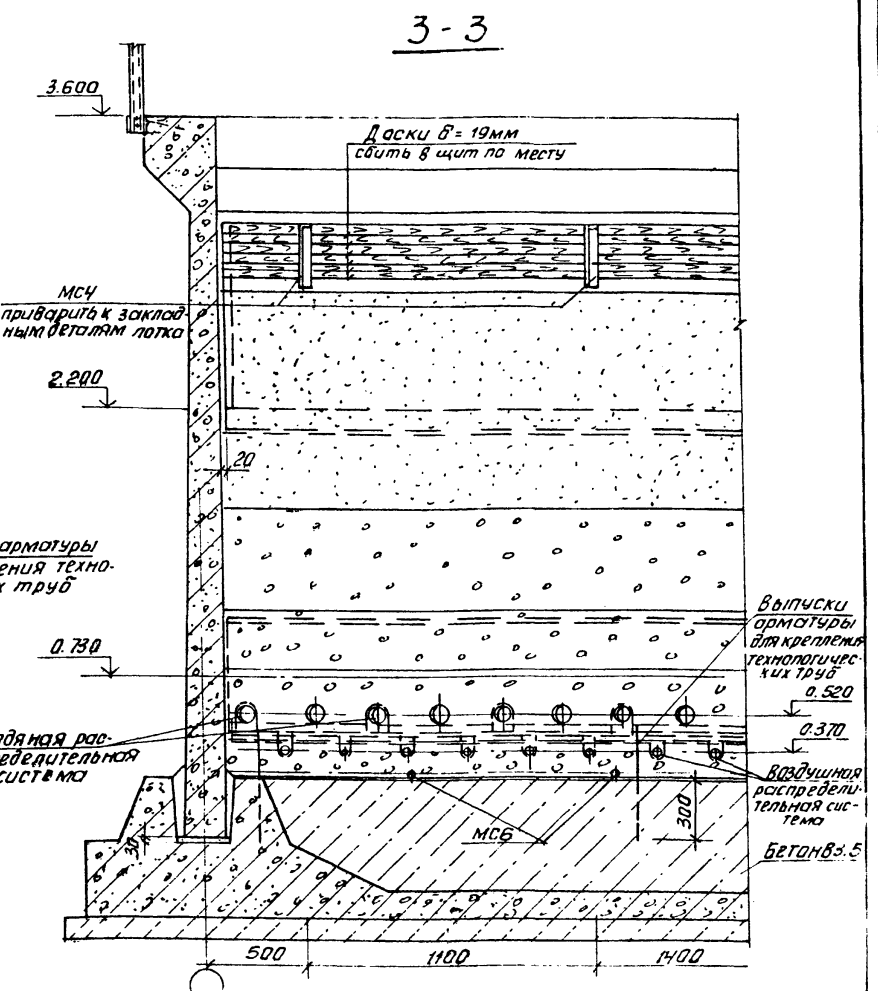 3-3
3.600
Доски б=19мм
сбить в щит по месту
МС4
приварить к заклад-
ным деталям лотка
2.200
20
арматуры
ения техно-
х труб
Выпуски
арматуры
для крепления
технологичес-
ких труб
0.730
0.520
0.370
дяная рас-
пределительная
система
Воздушная
распредели-
тельная сис-
тема
МС6
300
30
Бетон В3.5
500
1100
1400